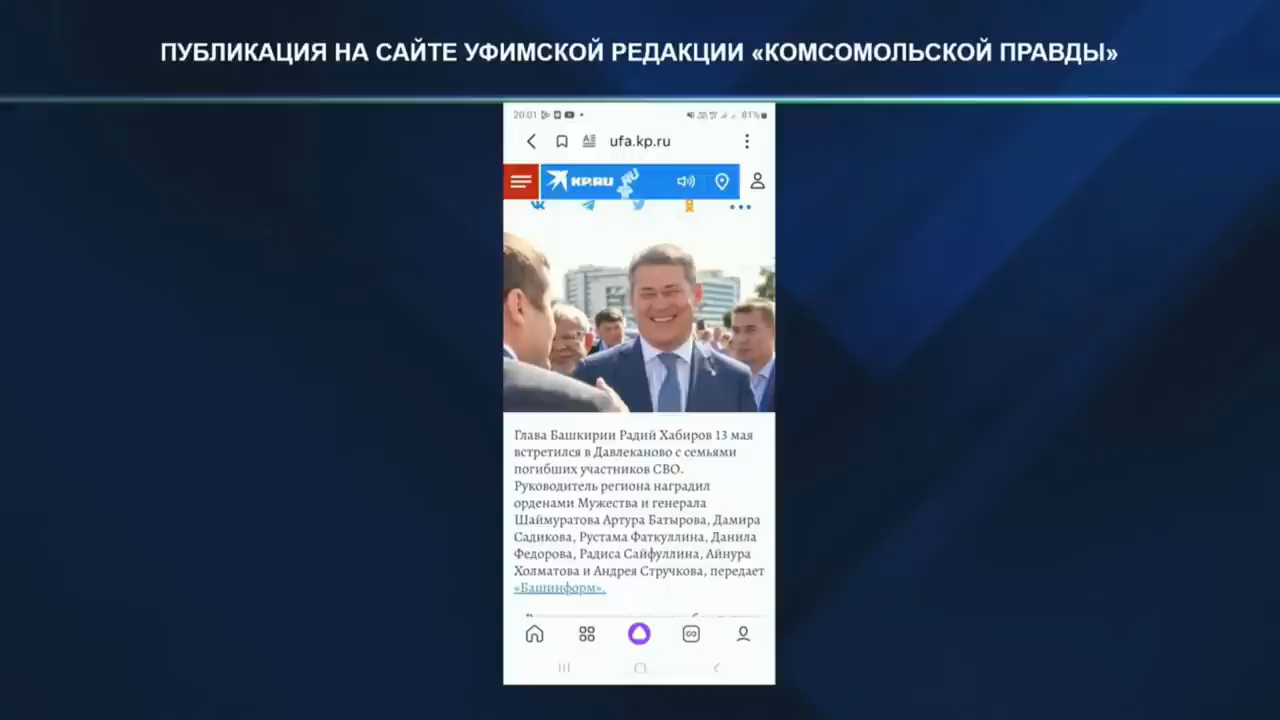 ПУБЛИКАЦИЯ НА САЙТЕ УФИМСКОЙ РЕДАКЦИИ «КОМСОМОЛЬСКОЙ ПРАВДЫ»
20:01 81%
ufa.kp.ru
KP.RU
Глава Башкирии Радий Хабиров 13 мая
встретился в Давлеканово с семьями
погибших участников СВО.
Руководитель региона наградил
орденами Мужества и генерала
Шаймуратова Артура Батырова, Дамира
Садикова, Рустама Фаткуллина, Данила
Федорова, Радиса Сайфуллина, Айнура
Холматова и Андрея Стручкова, передает
«Башинформ».